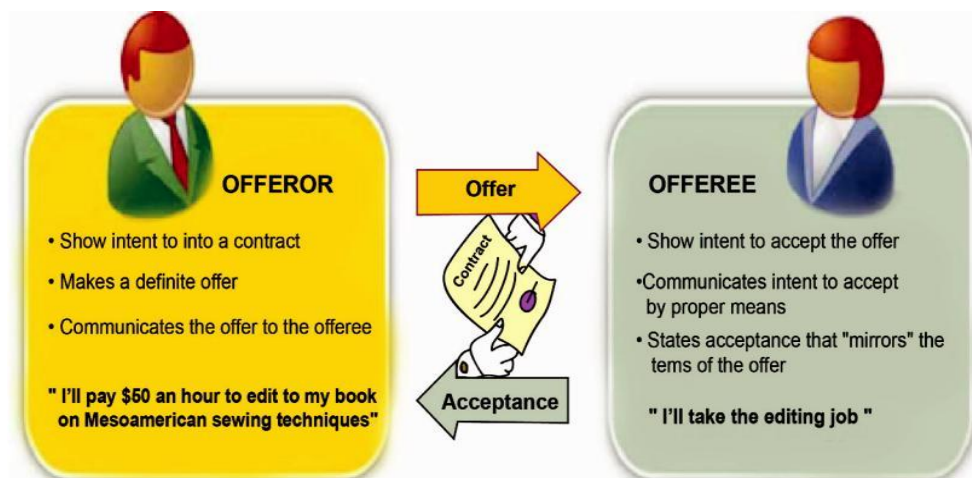 OFFEROR
• Show intent to into a contract
• Makes a definite offer
• Communicates the offer to the offeree
" I'll pay $50 an hour to edit to my book
on Mesoamerican sewing techniques"
Offer
Contract
Acceptance
OFFEREE
• Show intent to accept the offer
•Communicates intent to accept
by proper means
• States acceptance that "mirrors" the
tems of the offer
" I'll take the editing job "